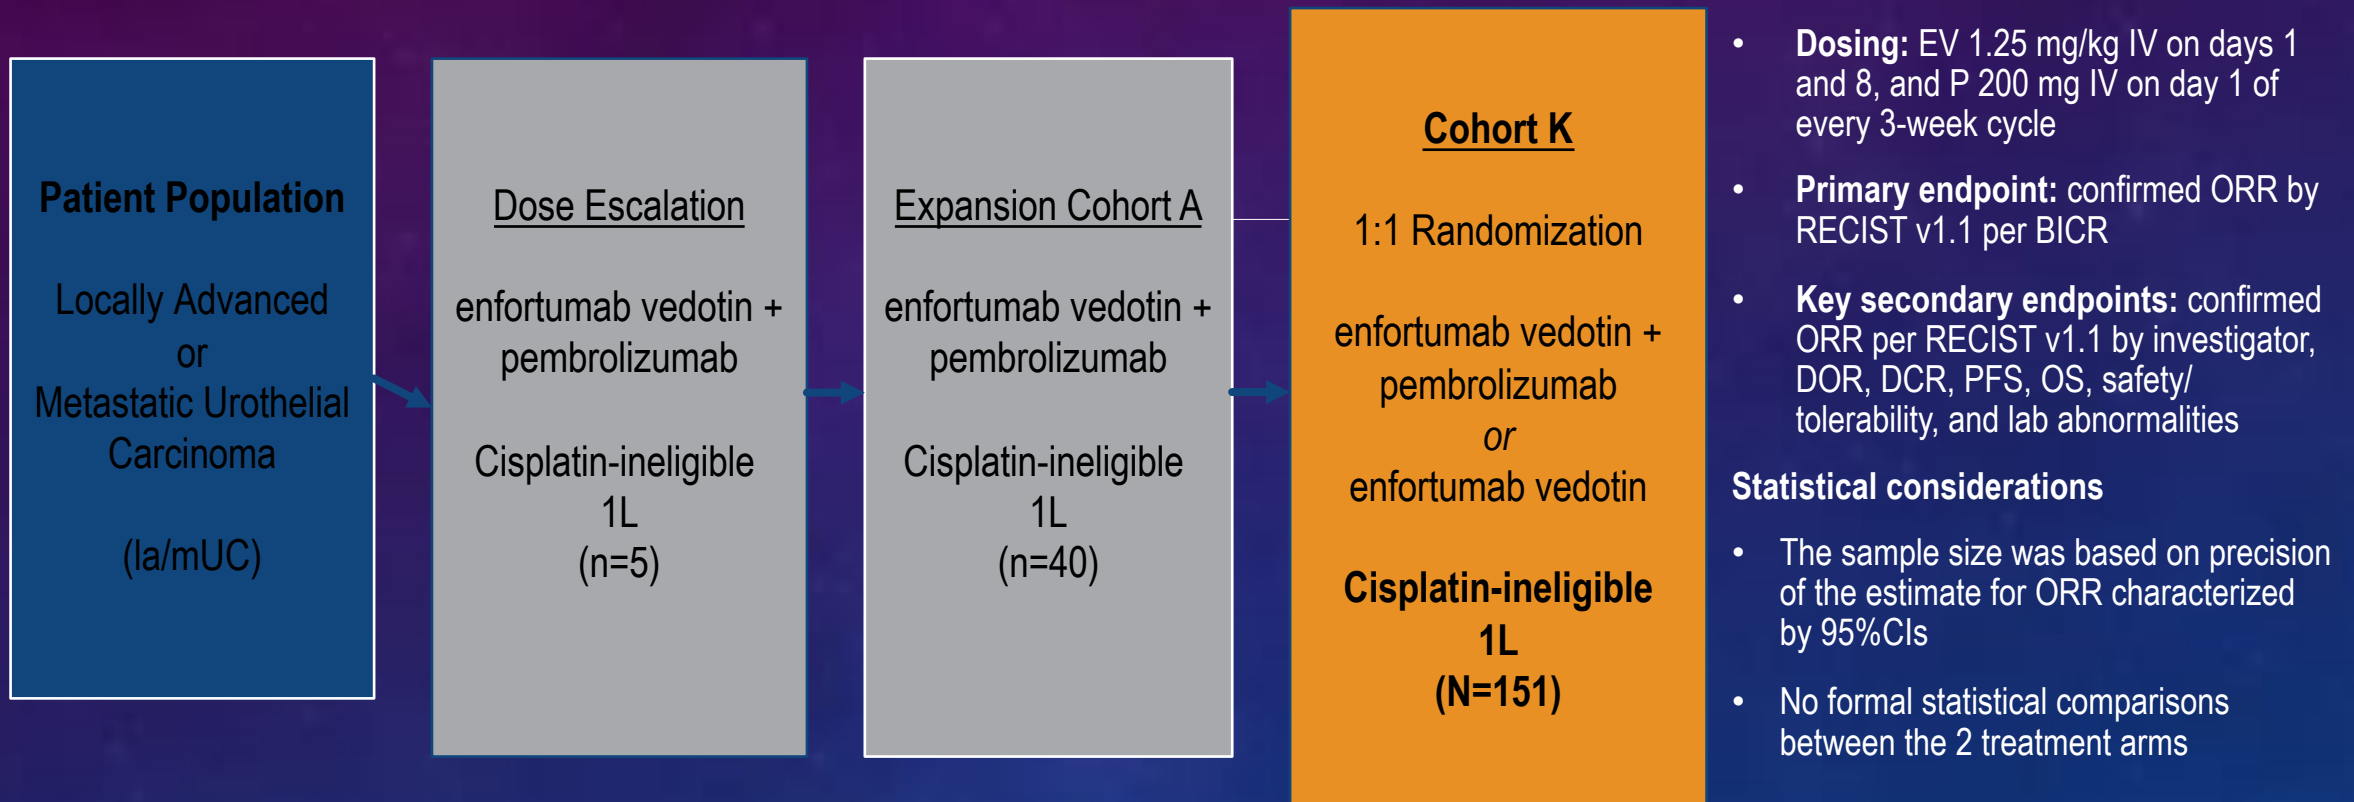 Patient Population
Locally Advanced
or
Metastatic Urothelial
Carcinoma
(la/mUC)
Dose Escalation
enfortumab vedotin +
pembrolizumab
Cisplatin-ineligible
1L
(n=5)
Expansion Cohort A
enfortumab vedotin +
pembrolizumab
Cisplatin-ineligible
1L
(n=40)
Cohort K
1:1 Randomization
enfortumab vedotin +
pembrolizumab
or
enfortumab vedotin
Cisplatin-ineligible
1L
(N=151)
• Dosing: EV 1.25 mg/kg IV on days 1
and 8, and P 200 mg IV on day 1 of
every 3-week cycle
• Primary endpoint: confirmed ORR by
RECIST v1.1 per BICR
• Key secondary endpoints: confirmed
ORR per RECIST v1.1 by investigator,
DOR, DCR, PFS, OS, safety/
tolerability, and lab abnormalities
Statistical considerations
• The sample size was based on precision
of the estimate for ORR characterized
by 95%CIs
• No formal statistical comparisons
between the 2 treatment arms